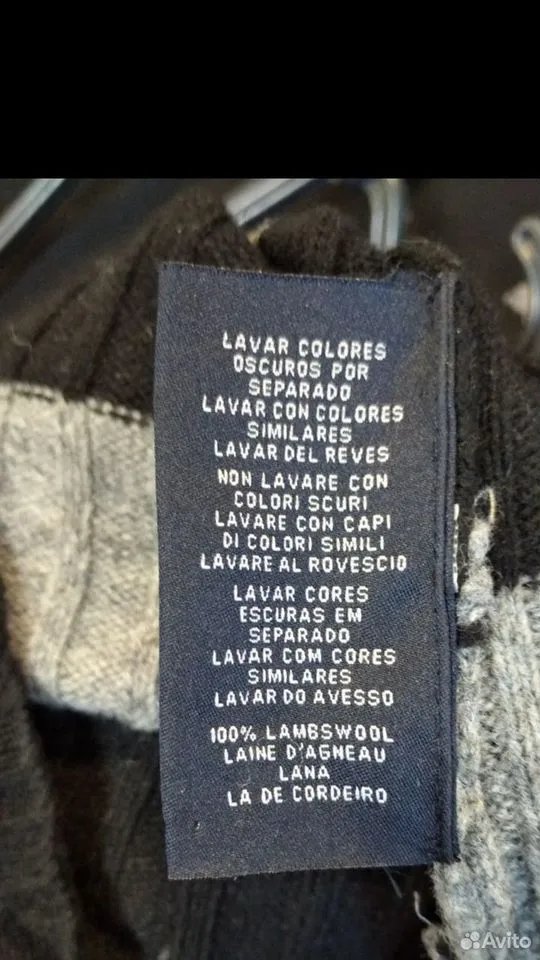 LAVAR COLORES
OSCUROS POR
SEPARADO
LAVAR CON COLORES
SIMILARES
LAVAR DEL REVES
NON LAVARE CON
COLORI SCURI
LAVARE CON CAPI
DI COLORI SIMILI
LAVARE AL ROVESCIO
LAVAR CORES
ESCURAS EM
SEPARADO
LAVAR COM CORES
SIMILARES
LAVAR DO AVESSO
100% LAMBSWOOL
LAINE D'AGNEAU
LANA
LA DE CORDEIRO
Avito